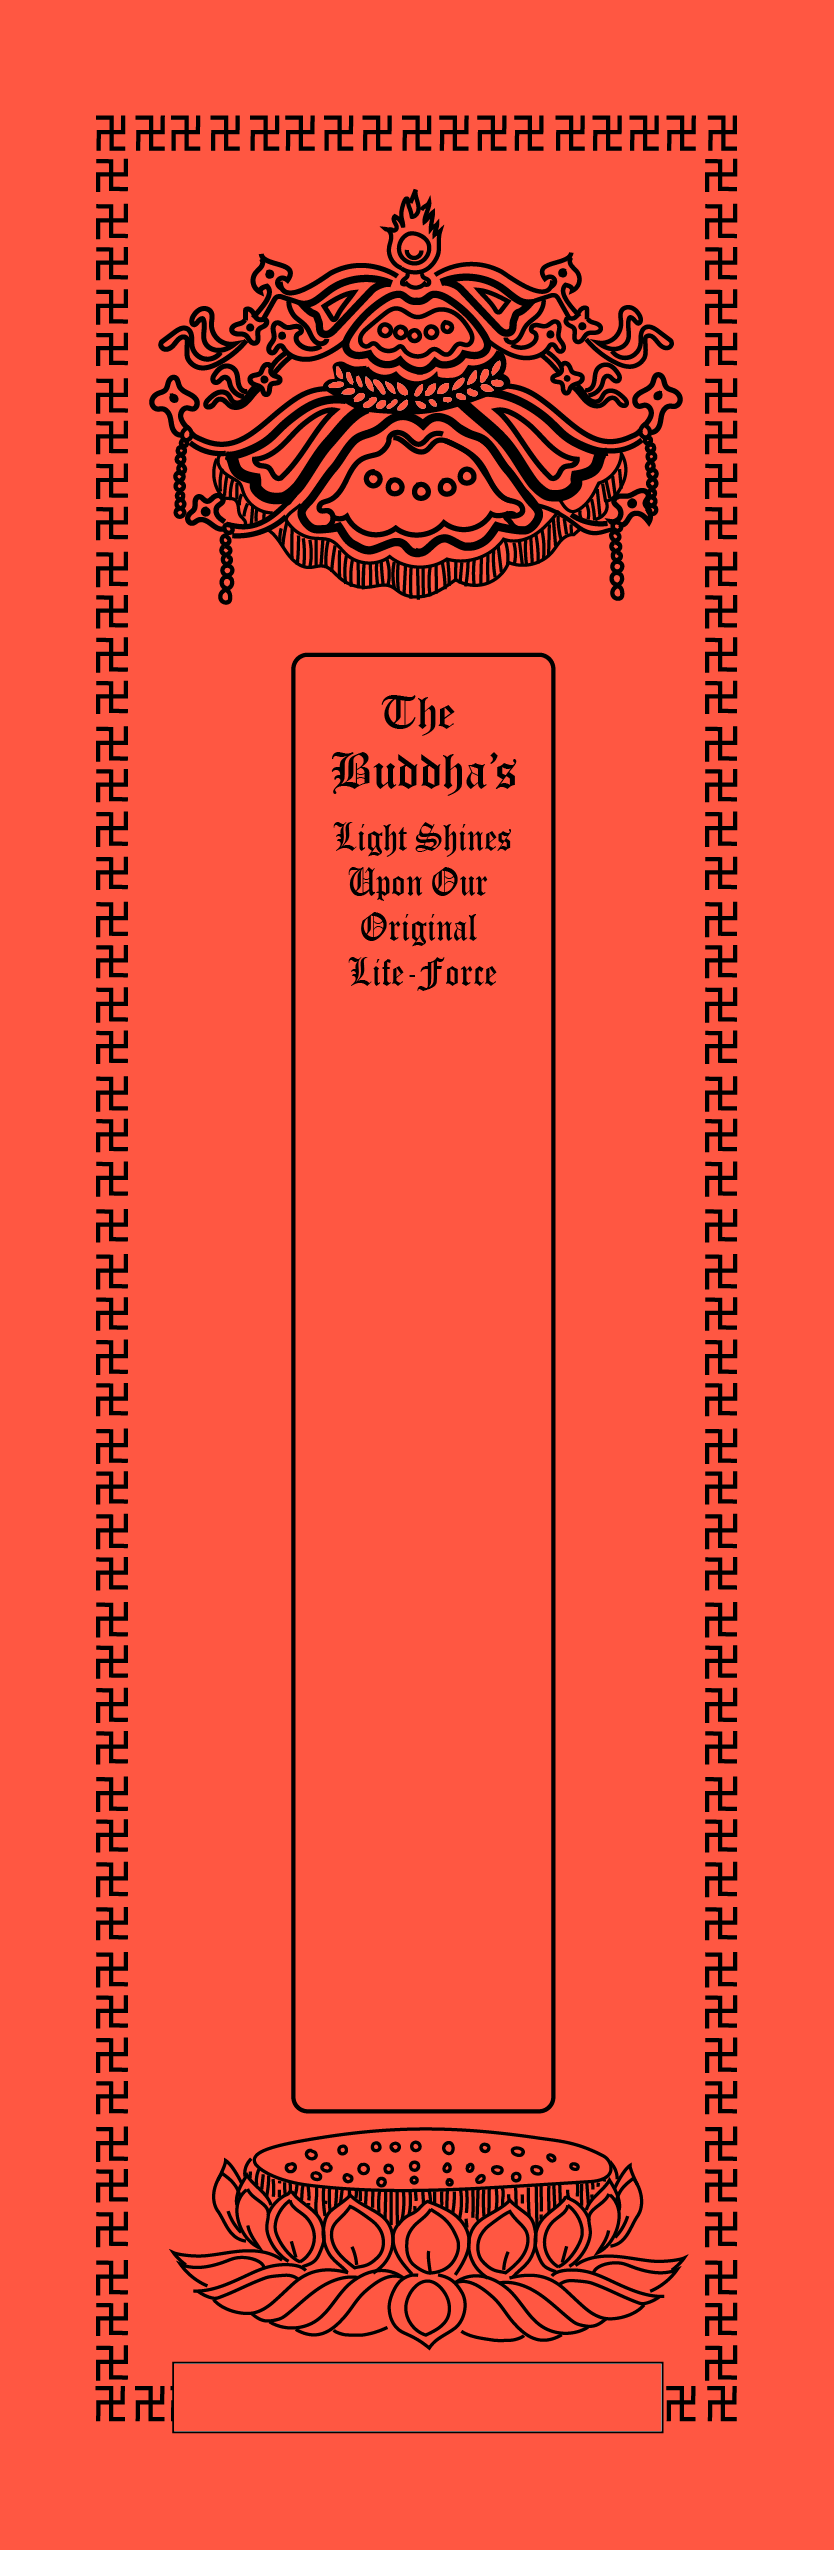 The
Buddha's
Light Shines
Upon Our
Original
Life-Force